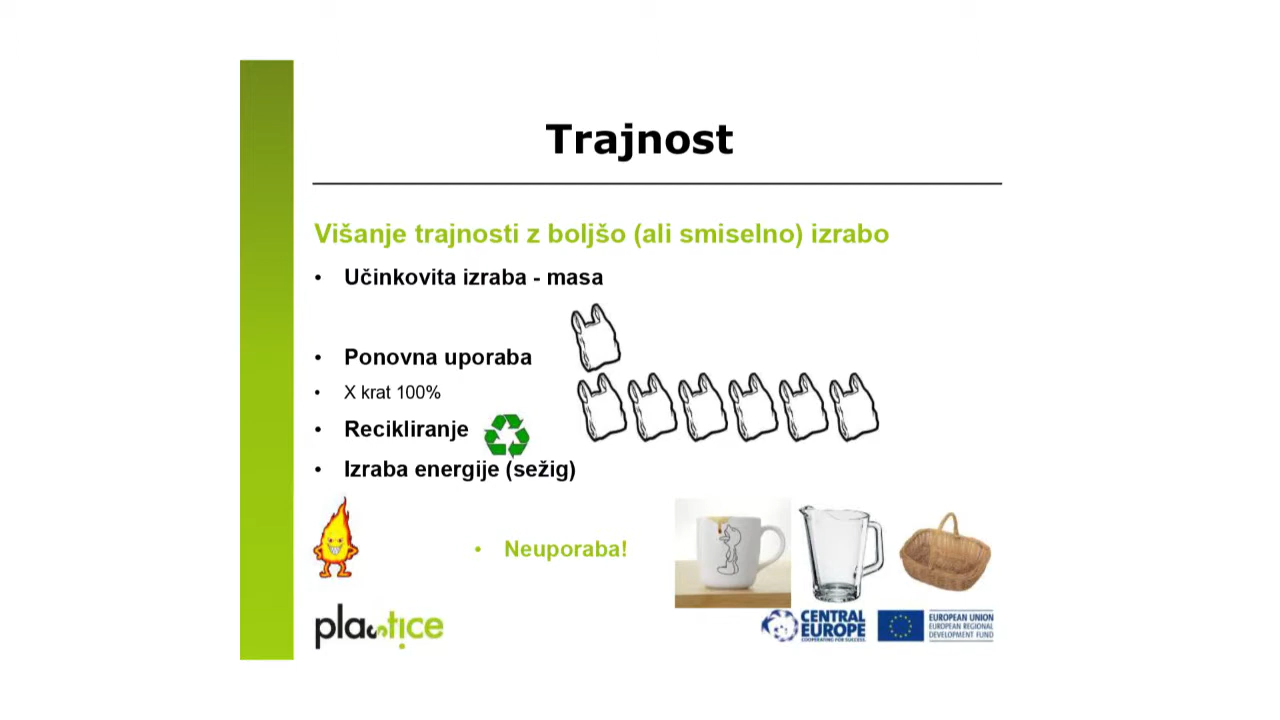 Trajnost
Višanje trajnosti z boljšo (ali smiselno) izrabo
• Učinkovita izraba - masa
• Ponovna uporaba
• X krat 100%
• Recikliranje
• Izraba energije (sežig)
• Neuporaba!
plastice
CENTRAL
EUROPE
COOPERATING FOR SUCCESS.
EUROPEAN UNION
EUROPEAN REGIONAL
DEVELOPMENT FUND